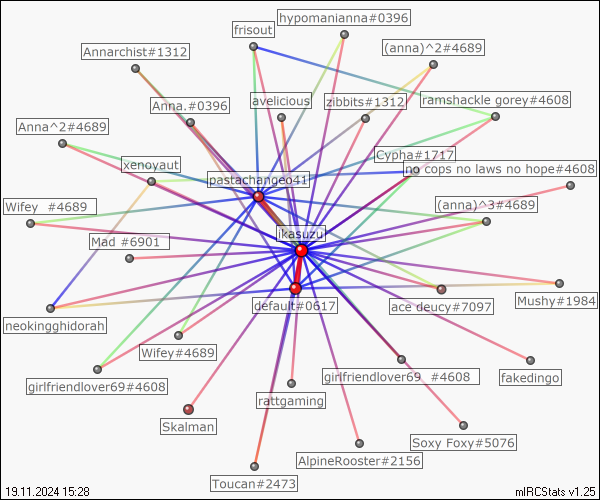 hypomanianna#0396
frisout
Annarchist#1312
(anna)^2#4689
Anna.#0396
avelicious
zibbits#1312
ramshackle gorey#4608
Anna^2#4689
Cypha#1717
xenoyaut
no cops no laws no hope#4608
pastachangeo41
Wifey_#4689
(anna)^3#4689
ikasuzu
Mad #6901
default#0617
ace deucy#7097
Mushy#1984
neokingghidorah
Wifey#4689
girlfriendlover69#4608
girlfriendlover69_#4608
fakedingo
rattgaming
Skalman
Soxy Foxy#5076
AlpineRooster#2156
Toucan#2473
19.11.2024 15:28
mIRCStats v1.25